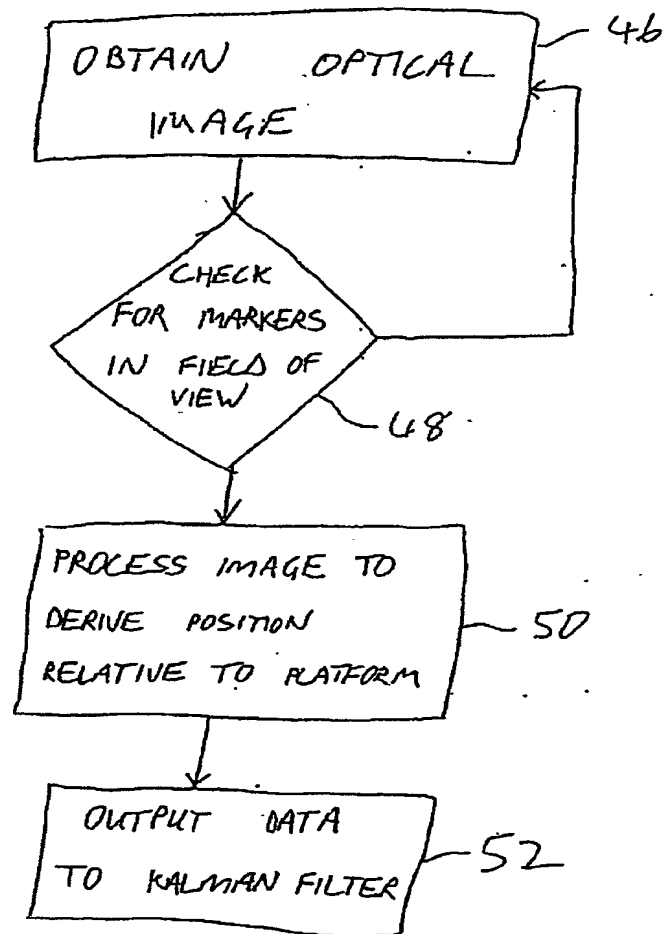 OBTAIN OPTICAL
46
IMAGE
CHECK
FOR MARKERS
IN FIELD OF
VIEW
48
PROCESS IMAGE TO
DERIVE POSITION
50
RELATIVE TO PLATFORM
OUTPUT DATA
52
TO KALMAN FILTER